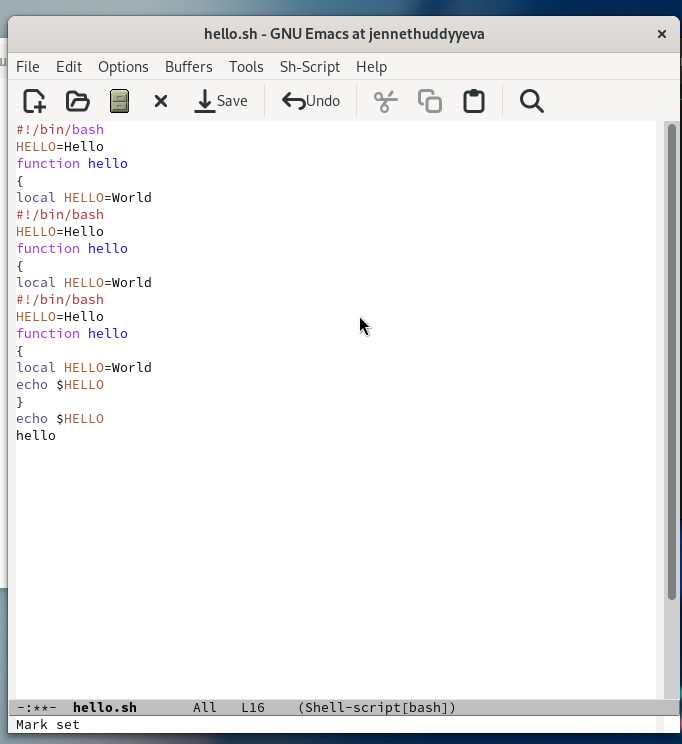 hello.sh - GNU Emacs at jennethuddyyeva
File Edit Options Buffers Tools Sh-Script Help
Save Undo
#!/bin/bash
HELLO=Hello
function hello
{
local HELLO=World
#!/bin/bash
HELLO=Hello
function hello
{
local HELLO=World
#!/bin/bash
HELLO=Hello
function hello
{
local HELLO=World
echo $HELLO
}
echo $HELLO
hello
-:**- hello.sh All L16 (Shell-script[bash])
Mark set